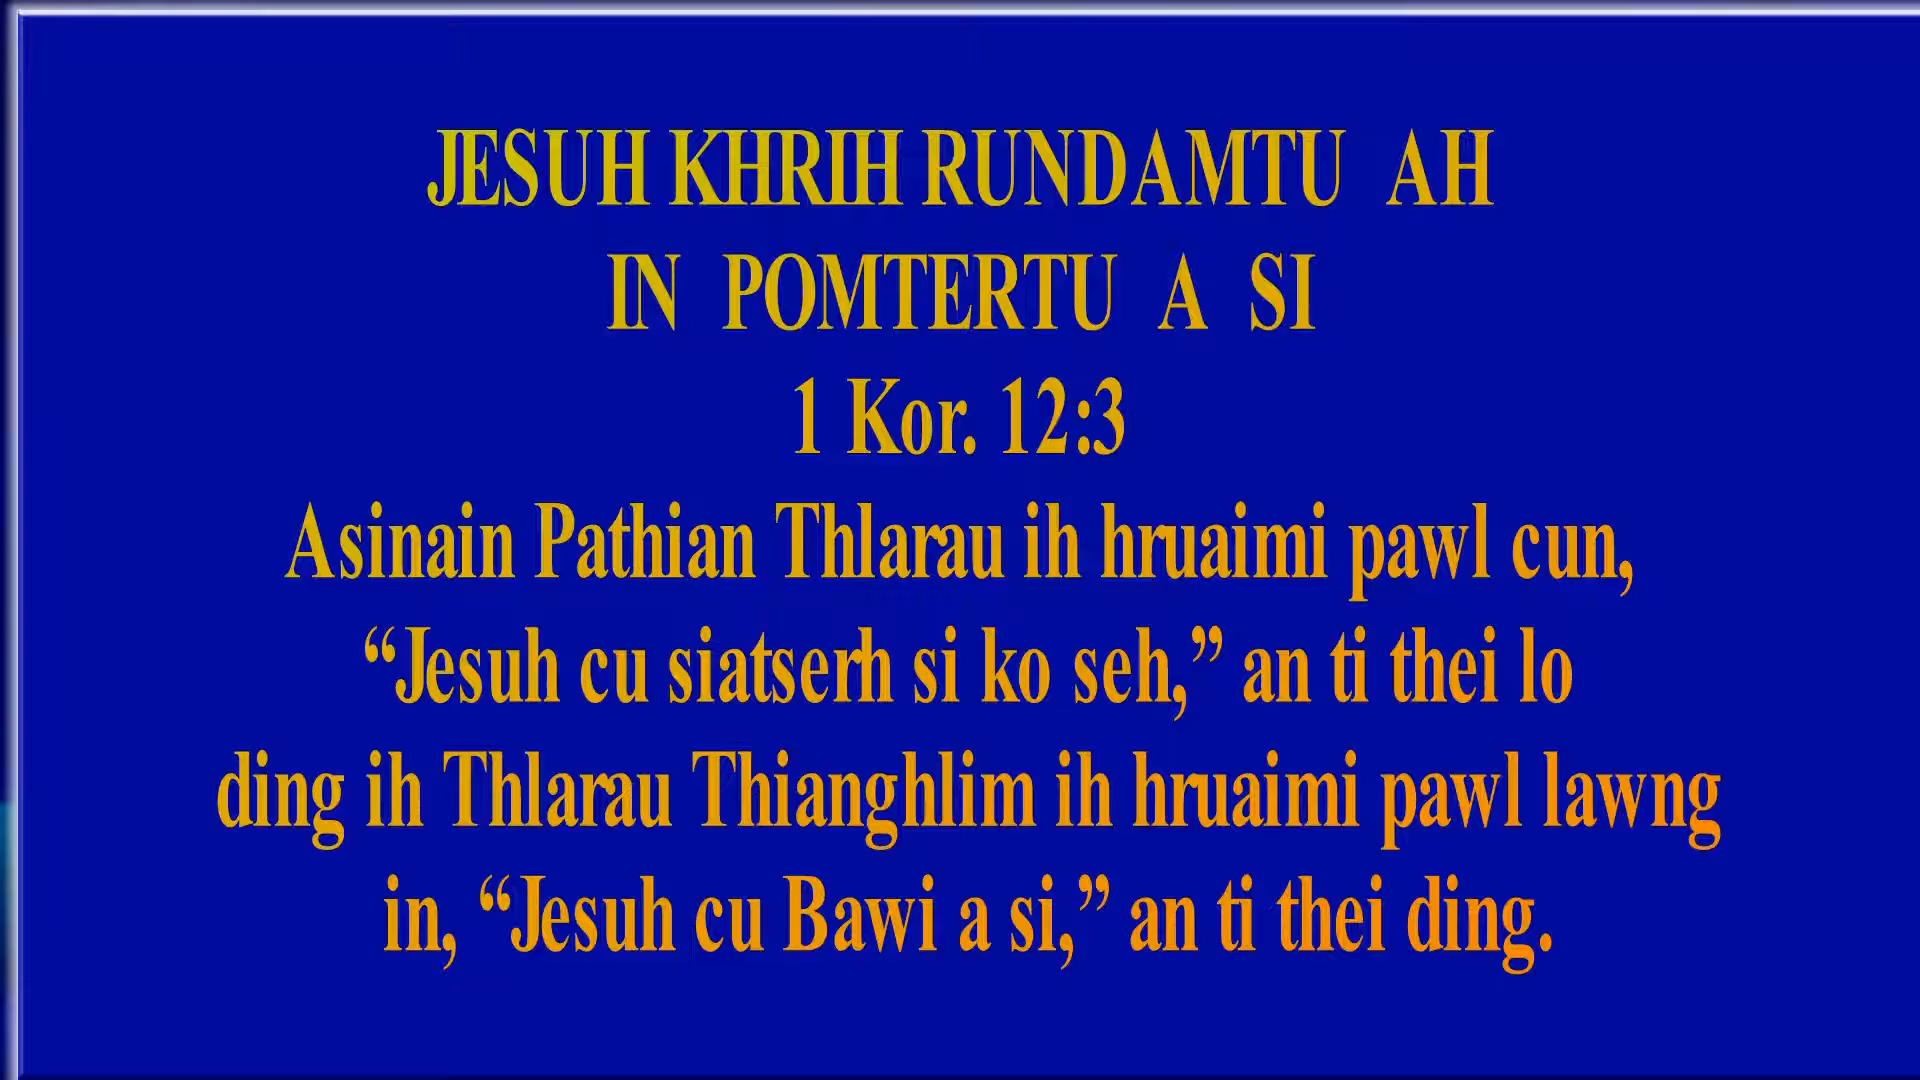 JESUH KHRIH RUNDAMTU AH
IN POMTERTU A SI
1 Kor. 12:3
Asinain Pathian Thlarau ih hruaimi pawl cun,
“Jesuh cu siatserh si ko seh,” an ti thei lo
ding ih Thlarau Thianghlim ih hruaimi pawl lawng
in, “Jesuh cu Bawi a si,” an ti thei ding.